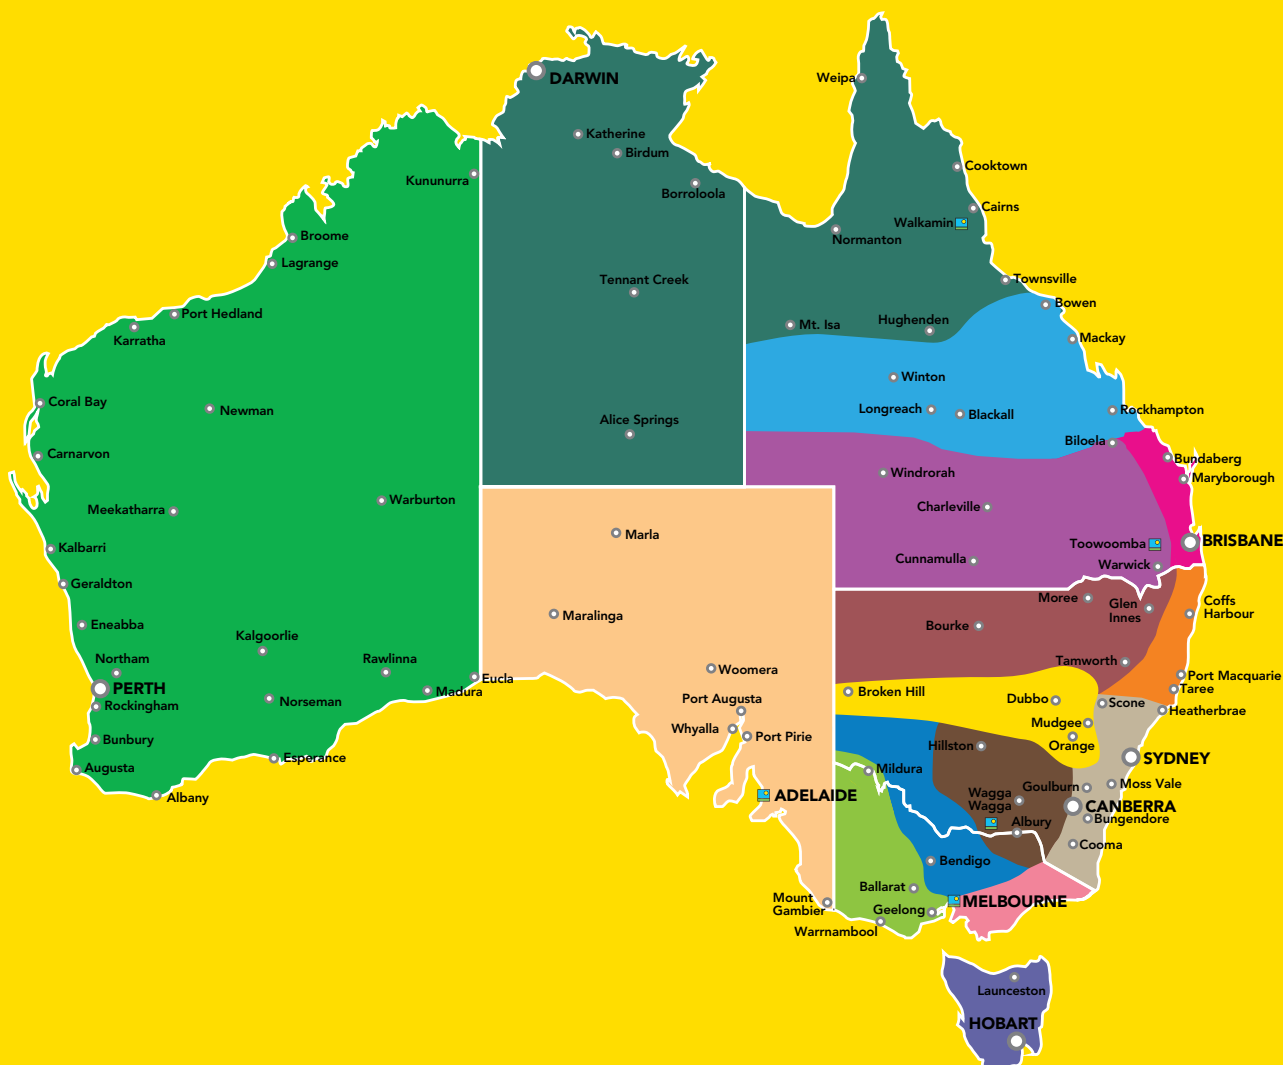 DARWIN
Weipa
Katherine
Birdum
Cooktown
Kununurra
Borroloola
Cairns
Walkamin
Broome
Normanton
Lagrange
Tennant Creek
Townsville
Bowen
Port Hedland
Hughenden
Mt. Isa
Karratha
Mackay
Winton
Coral Bay
Newman
Longreach
Blackall
Rockhampton
Alice Springs
Biloela
Carnarvon
Bundaberg
Windrorah
Maryborough
Warburton
Meekatharra
Charleville
Marla
BRISBANE
Toowoomba
Kalbarri
Cunnamulla
Warwick
Geraldton
Moree
Glen
Innes
Coffs
Harbour
Maralinga
Eneabba
Bourke
Kalgoorlie
Northam
Rawlinna
Tamworth
Woomera
Port Macquarie
Eucla
PERTH
Madura
Taree
Broken Hill
Port Augusta
Dubbo
Scone
Norseman
Rockingham
Heatherbrae
Whyalla
Mudgee
Port Pirie
Bunbury
Hillston
Orange
Esperance
SYDNEY
Augusta
Mildura
Moss Vale
Goulburn
Wagga
Wagga
ADELAIDE
Albany
CANBERRA
Bungendore
Albury
Cooma
Bendigo
Ballarat
Mount
Gambier
MELBOURNE
Geelong
Warrnambool
Launceston
HOBART